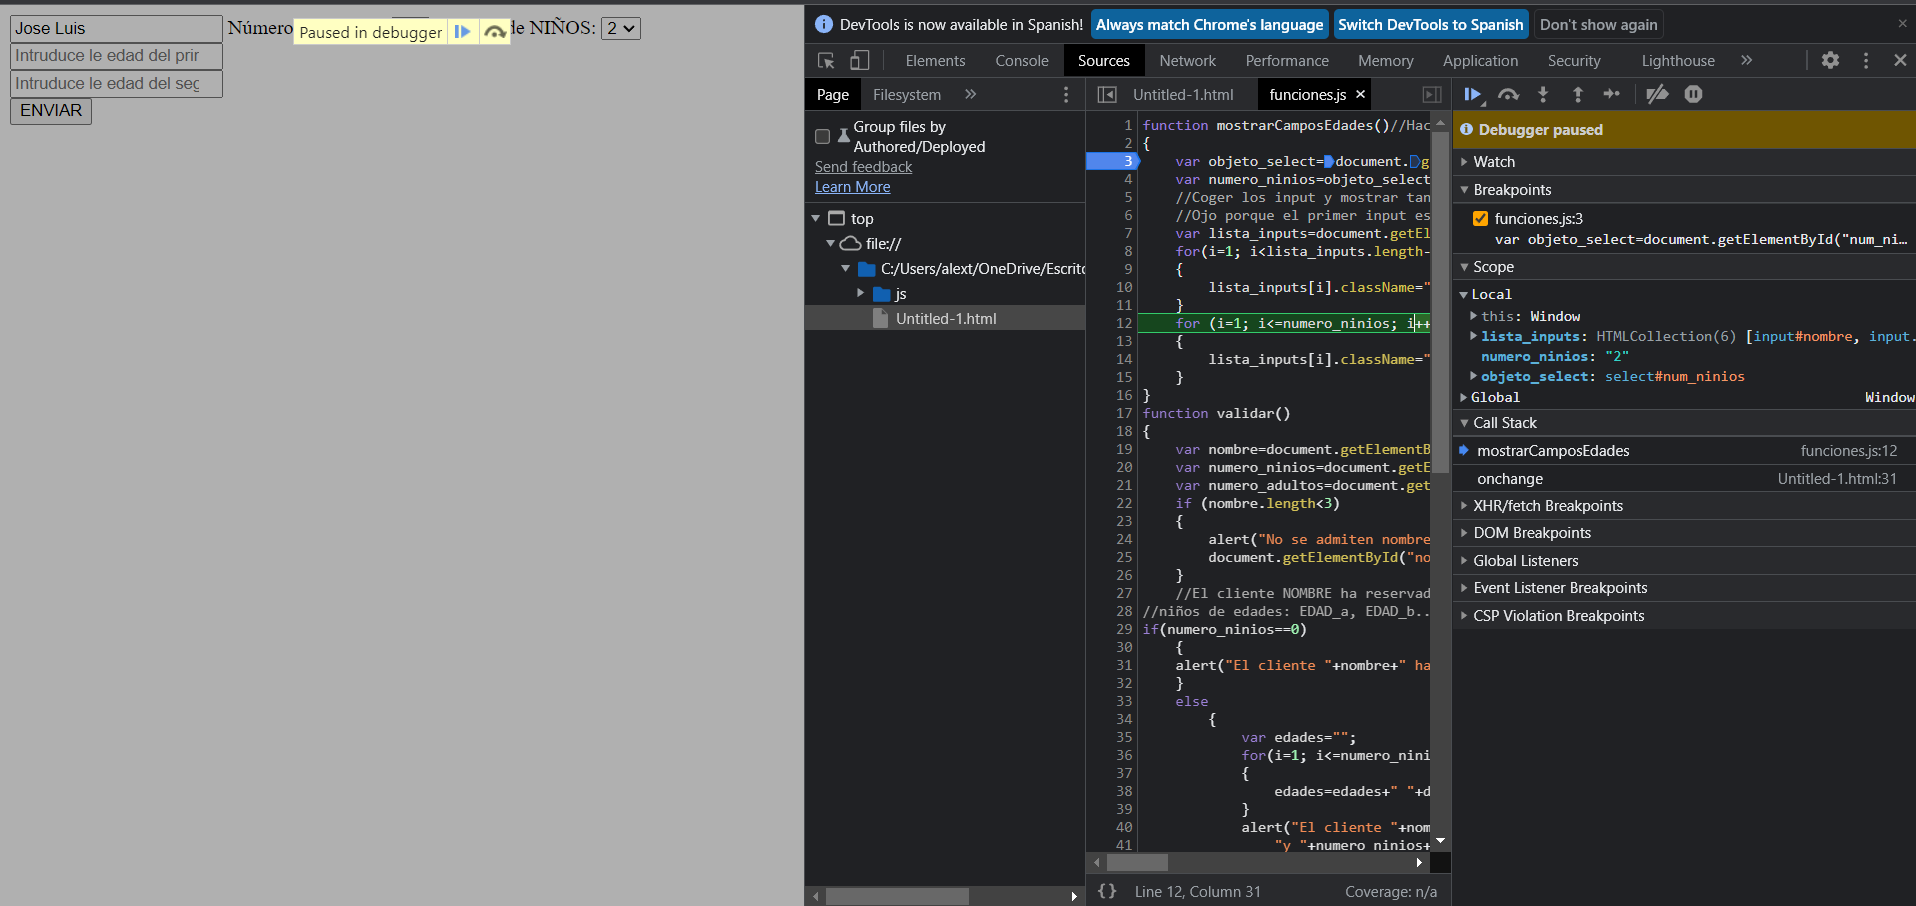 Jose Luis Número Paused in debugger de NIÑOS: 2
Intruduce le edad del prir
Intruduce le edad del seg
ENVIAR
DevTools is now available in Spanish! Always match Chrome's language Switch DevTools to Spanish Don't show again ×
Elements Console Sources Network Performance Memory Application Security Lighthouse »
Page Filesystem »
Group files by
Authored/Deployed
Send feedback
Learn More
top
file://
C:/Users/alext/OneDrive/Escrito
js
Untitled-1.html
Untitled-1.html funciones.js ×
1 function mostrarCamposEdades()//Hac
2 {
3 var objeto_select=document.g
4 var numero_ninios=objeto_select
5 //Coger los input y mostrar tan
6 //Ojo porque el primer input es
7 var lista_inputs=document.getEl
8 for(i=1; i<lista_inputs.length-
9 {
10 lista_inputs[i].className="
11 }
12 for (i=1; i<=numero_ninios; i++
13 {
14 lista_inputs[i].className="
15 }
16 }
17 function validar()
18 {
19 var nombre=document.getElementB
20 var numero_ninios=document.getE
21 var numero_adultos=document.get
22 if (nombre.length<3)
23 {
24 alert("No se admiten nombre
25 document.getElementById("no
26 }
27 //El cliente NOMBRE ha reservad
28 //niños de edades: EDAD_a, EDAD_b..
29 if(numero_ninios==0)
30 {
31 alert("El cliente "+nombre+" ha
32 }
33 else
34 {
35 var edades="";
36 for(i=1; i<=numero_nini
37 {
38 edades=edades+" "+d
39 }
40 alert("El cliente "+nom
41 "y "+numero_ninios+
{} Line 12, Column 31 Coverage: n/a
Debugger paused
Watch
Breakpoints
funciones.js:3
var objeto_select=document.getElementById("num_ni…
Scope
Local
this: Window
lista_inputs: HTMLCollection(6) [input#nombre, input.
numero_ninios: "2"
objeto_select: select#num_ninios
Global Window
Call Stack
mostrarCamposEdades funciones.js:12
onchange Untitled-1.html:31
XHR/fetch Breakpoints
DOM Breakpoints
Global Listeners
Event Listener Breakpoints
CSP Violation Breakpoints